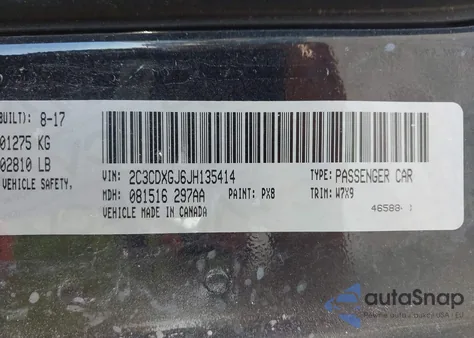 BUILT): 8-17
01275 KG
02810 LB
VEHICLE SAFETY,
VIN: 2C3CDXGJ6JH135414
TYPE: PASSENGER CAR
MDH: 081516 297AA
PAINT: PX8
TRIM: W7X9
VEHICLE MADE IN CANADA
46588-
autoSnap